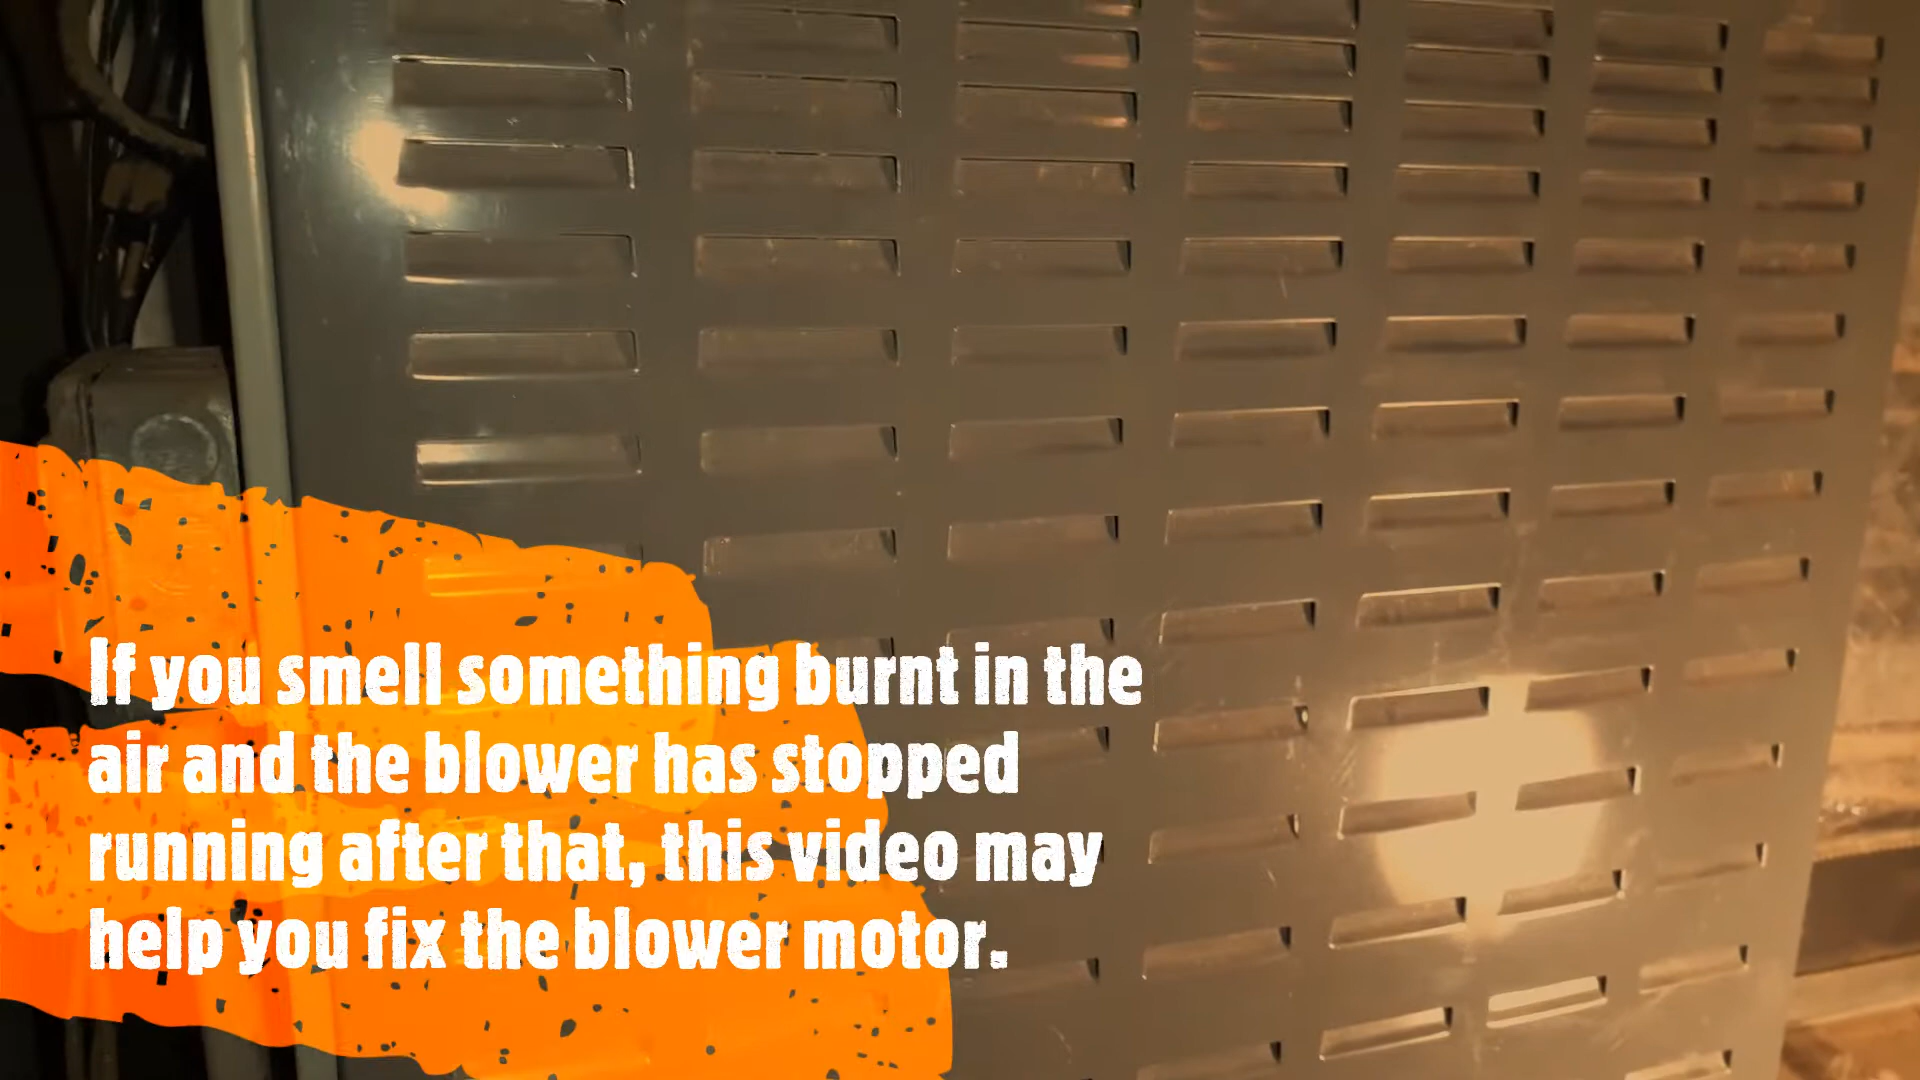 If you smell something burnt in the
air and the blower has stopped
running after that, this video may
help you fix the blower motor.